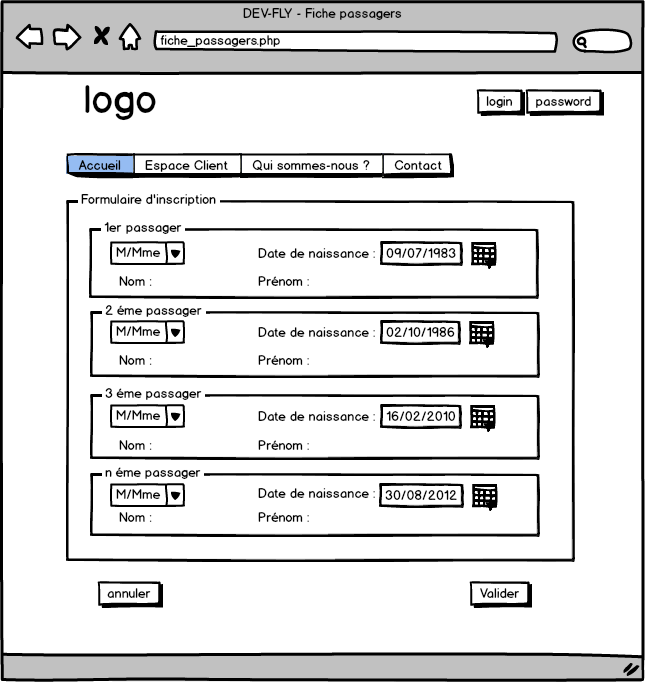 DEV-FLY - Fiche passagers
fiche_passagers.php
logo
login password
Accueil Espace Client Qui sommes-nous ? Contact
Formulaire d'inscription
1er passager
M/Mme Date de naissance : 09/07/1983
Nom : Prénom :
2 éme passager
M/Mme Date de naissance : 02/10/1986
Nom : Prénom :
3 éme passager
M/Mme Date de naissance : 16/02/2010
Nom : Prénom :
n éme passager
M/Mme Date de naissance : 30/08/2012
Nom : Prénom :
annuler Valider